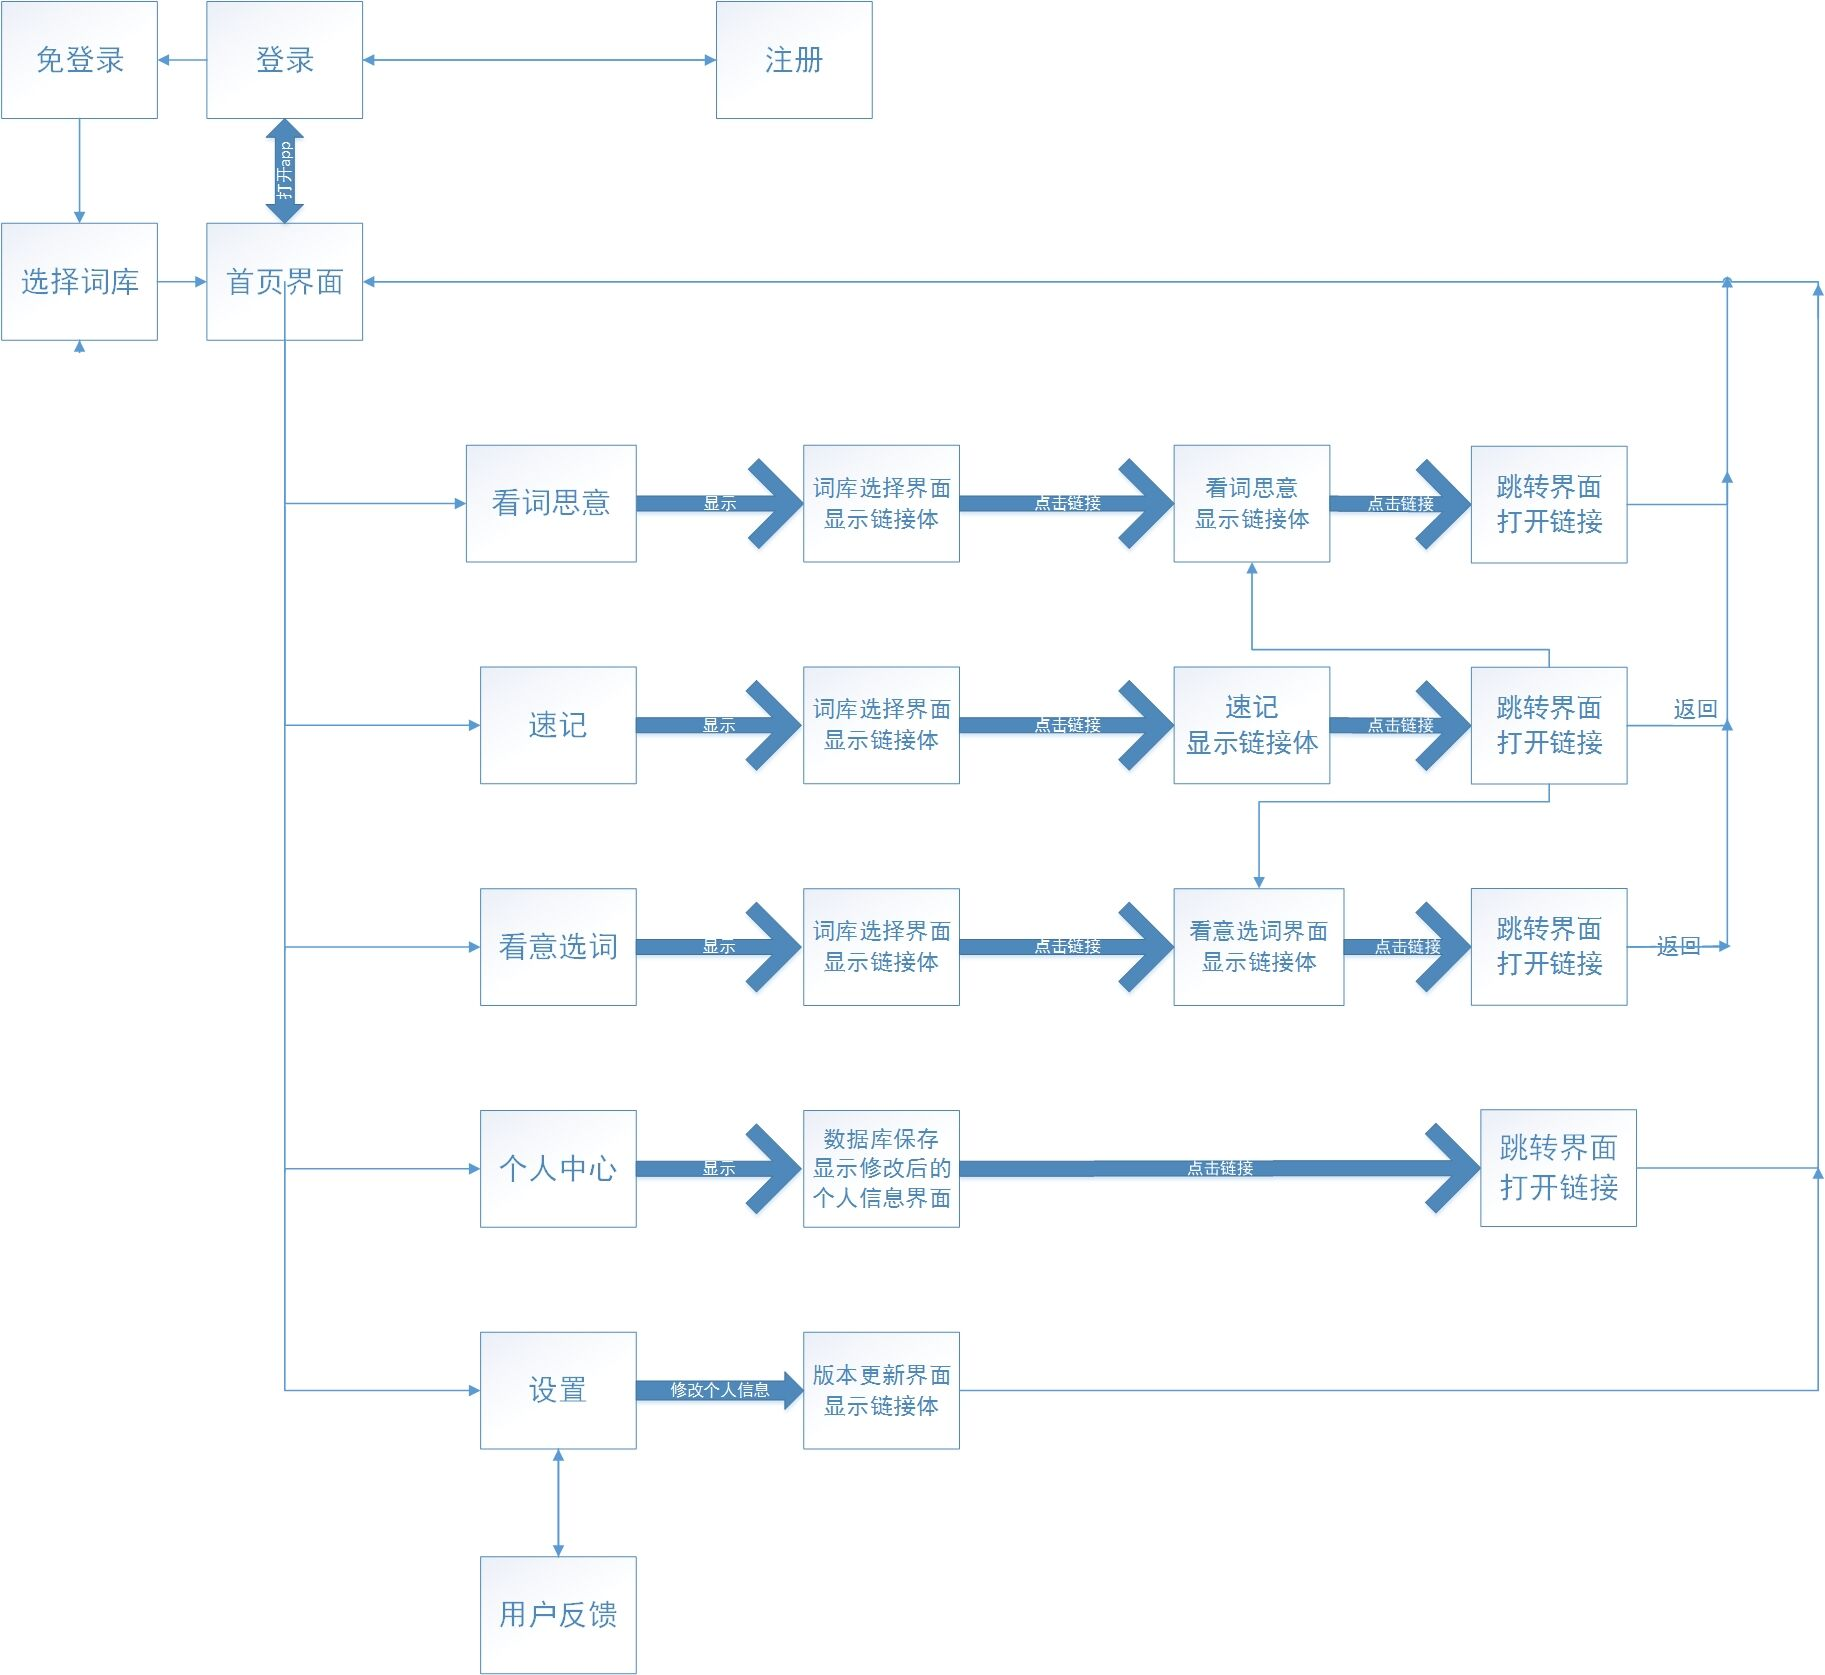 免登录
登录
注册
打开app
选择词库
首页界面
看词思意
显示
词库选择界面
显示链接体
点击链接
看词思意
显示链接体
点击链接
跳转界面
打开链接
速记
显示
词库选择界面
显示链接体
点击链接
速记
显示链接体
点击链接
跳转界面
打开链接
返回
看意选词
显示
词库选择界面
显示链接体
点击链接
看意选词界面
显示链接体
点击链接
跳转界面
打开链接
返回
个人中心
显示
数据库保存
显示修改后的
个人信息界面
点击链接
跳转界面
打开链接
设置
修改个人信息
版本更新界面
显示链接体
用户反馈